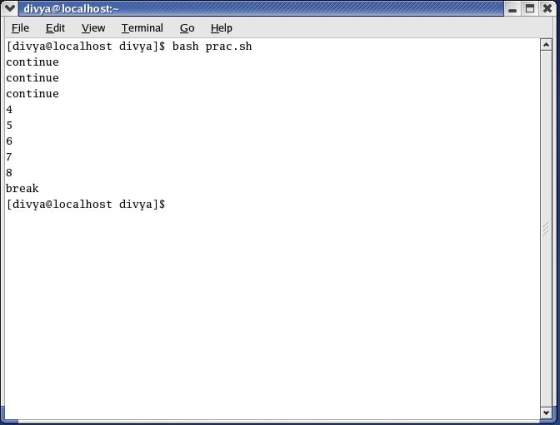 divya@localhost:~
File Edit View Terminal Go Help
[divya@localhost divya]$ bash prac.sh
continue
continue
continue
4
5
6
7
8
break
[divya@localhost divya]$